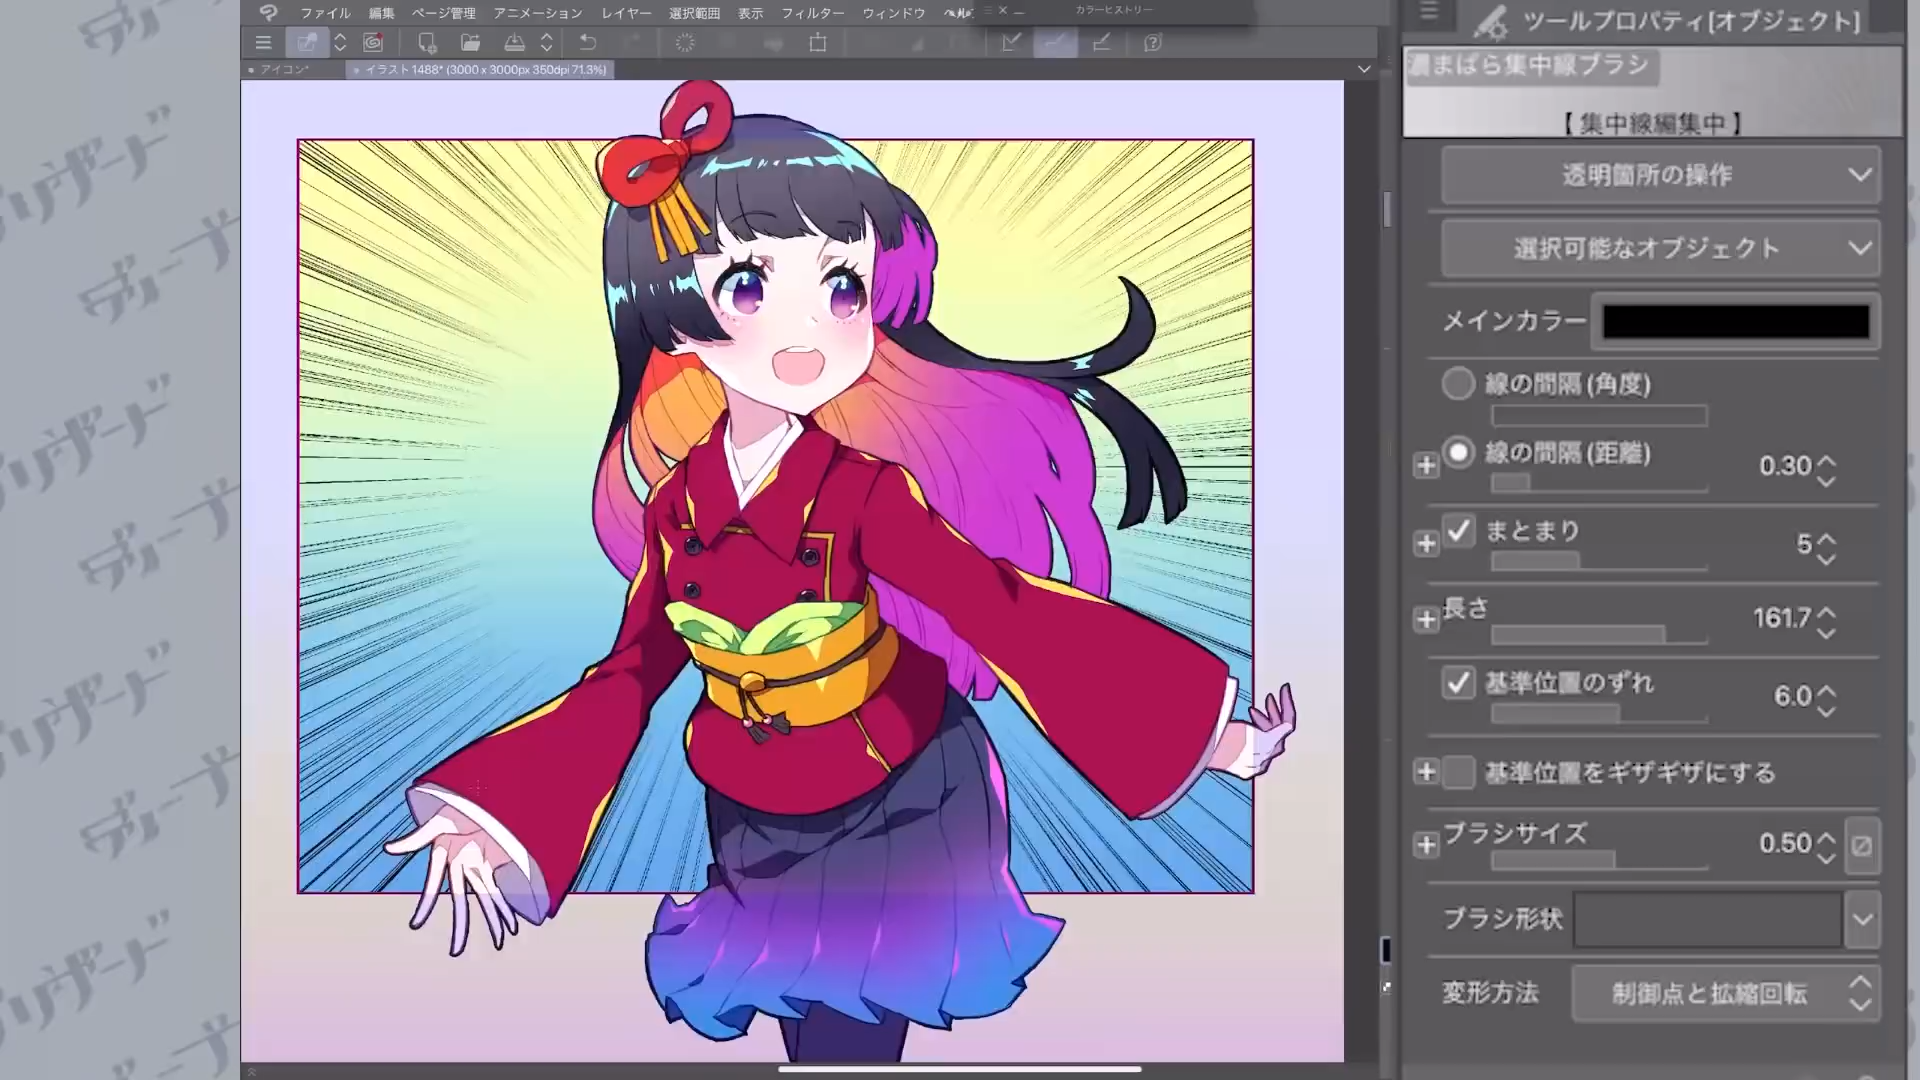 ファイル 編集 ページ管理 アニメーション レイヤー 選択範囲 表示 フィルター ウィンドウ ヘルプ
カラーヒストリー
アイコン*
イラスト1488* (3000 x 3000px 350dpi 71.3%)
ツールプロパティ[オブジェクト]
濃まばら集中線ブラシ
【 集中線編集中 】
透明箇所の操作
選択可能なオブジェクト
メインカラー
線の間隔 (角度)
線の間隔 (距離) 0.30
まとまり 5
長さ 161.7
基準位置のずれ 6.0
基準位置をギザギザにする
ブラシサイズ 0.50
ブラシ形状
変形方法 制御点と拡縮回転